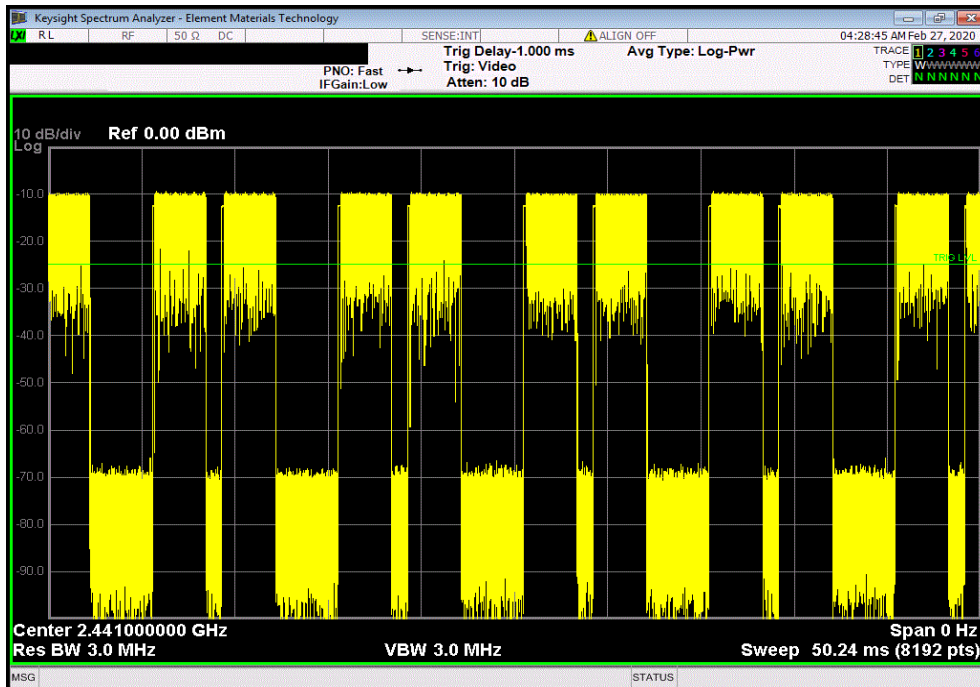 Keysight Spectrum Analyzer - Element Materials Technology
LXI RL RF 50 Ω DC SENSE:INT ALIGN OFF 04:28:45 AM Feb 27, 2020
Trig Delay-1.000 ms Avg Type: Log-Pwr TRACE 1 2 3 4 5 6
PNO: Fast Trig: Video TYPE WWWWWW
IFGain:Low Atten: 10 dB DET N N N N N N
10 dB/div Ref 0.00 dBm
Log
-10.0
-20.0
TRIG LVL
-30.0
-40.0
-50.0
-60.0
-70.0
-80.0
-90.0
Center 2.441000000 GHz Span 0 Hz
Res BW 3.0 MHz VBW 3.0 MHz Sweep 50.24 ms (8192 pts)
MSG STATUS